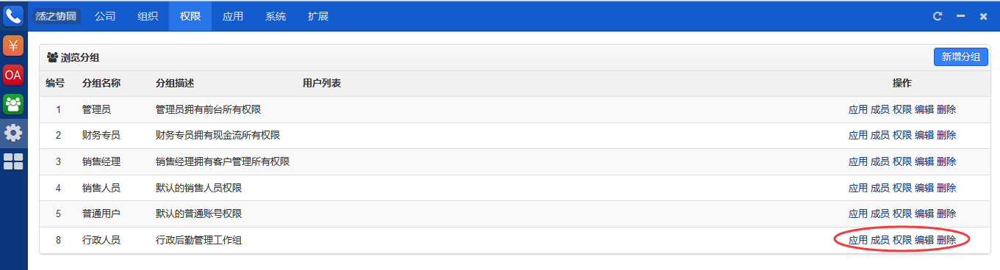 然之协同 公司 组织 权限 应用 系统 扩展
¥
OA
浏览分组 新增分组
编号 分组名称 分组描述 用户列表 操作
1 管理员 管理员拥有前台所有权限 应用 成员 权限 编辑 删除
2 财务专员 财务专员拥有现金流所有权限 应用 成员 权限 编辑 删除
3 销售经理 销售经理拥有客户管理所有权限 应用 成员 权限 编辑 删除
4 销售人员 默认的销售人员权限 应用 成员 权限 编辑 删除
5 普通用户 默认的普通账号权限 应用 成员 权限 编辑 删除
8 行政人员 行政后勤管理工作组 应用 成员 权限 编辑 删除